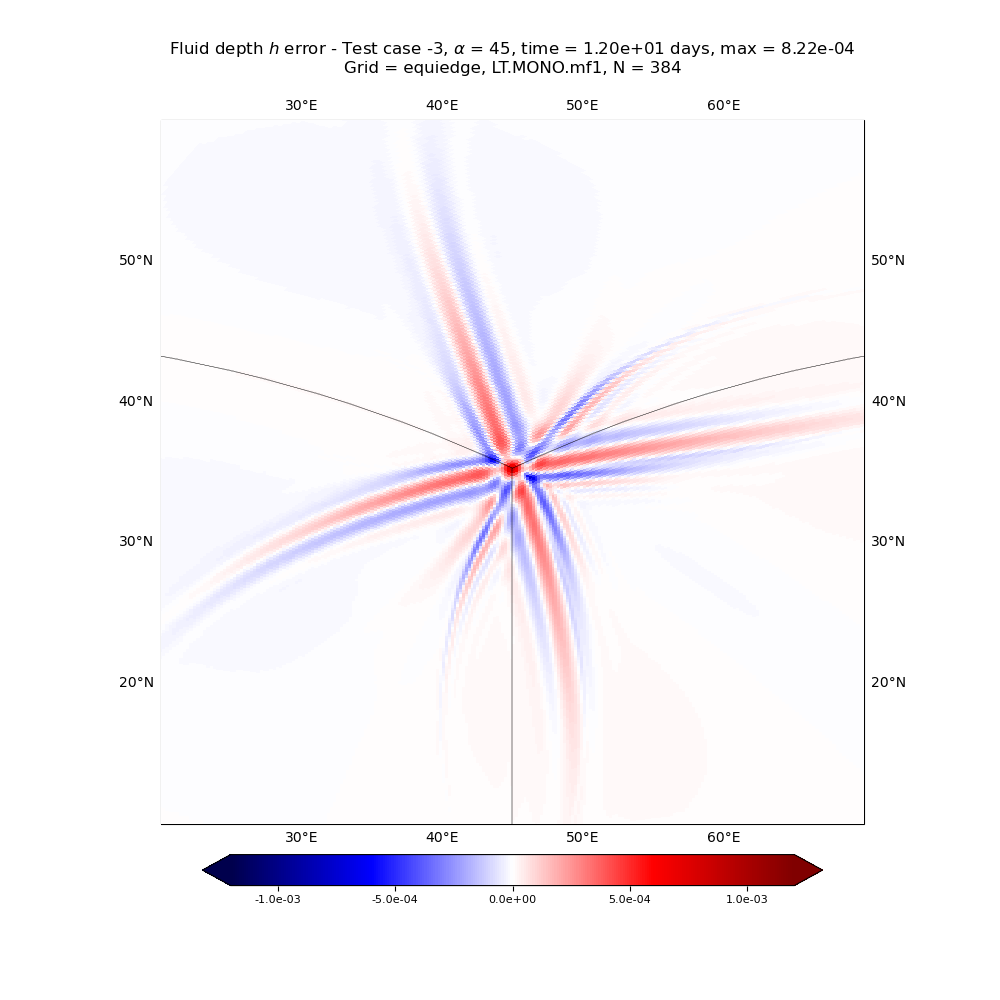 Fluid depth h error - Test case -3, α = 45, time = 1.20e+01 days, max = 8.22e-04
Grid = equiedge, LT.MONO.mf1, N = 384
30°E 40°E 50°E 60°E
50°N 50°N
40°N 40°N
30°N 30°N
20°N 20°N
30°E 40°E 50°E 60°E
-1.0e-03 -5.0e-04 0.0e+00 5.0e-04 1.0e-03